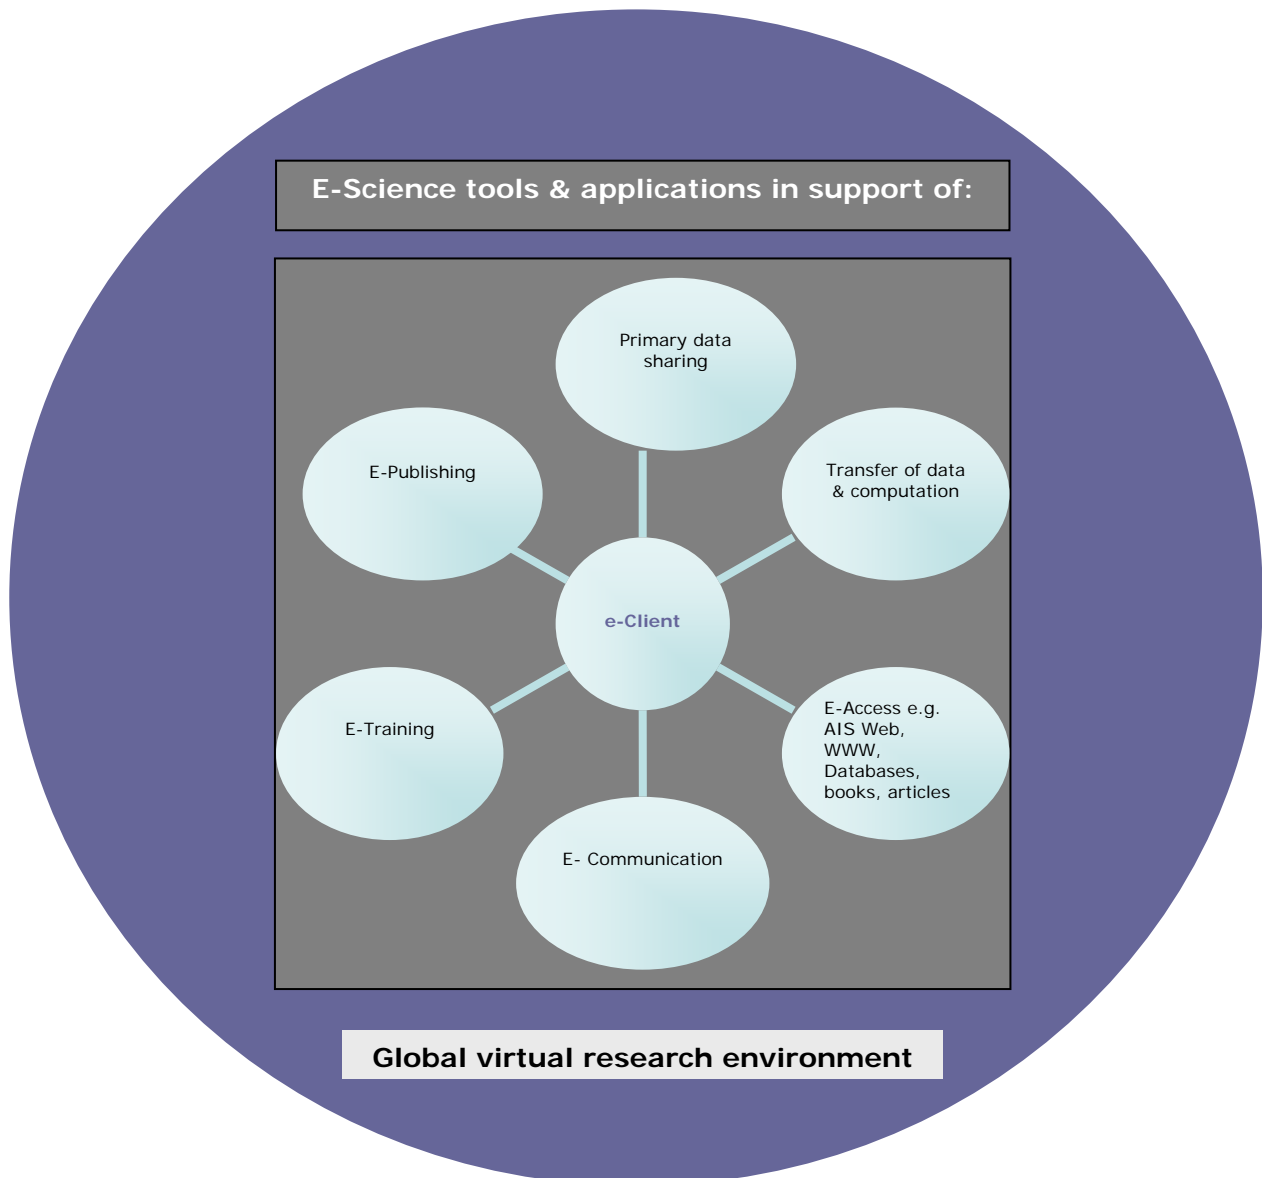 E-Science tools & applications in support of:
Primary data
sharing
E-Publishing
Transfer of data
& computation
e-Client
E-Training
E-Access e.g.
AIS Web,
WWW,
Databases,
books, articles
E- Communication
Global virtual research environment